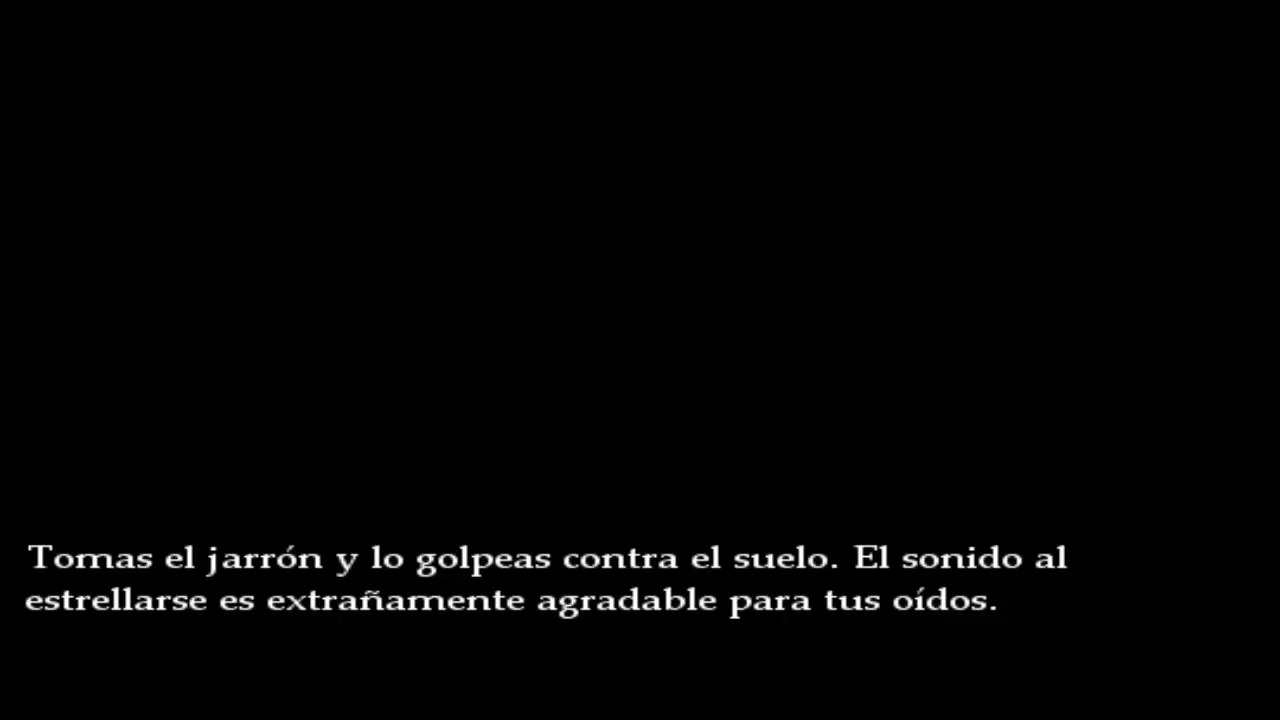 Tomas el jarrón y lo golpeas contra el suelo. El sonido al
estrellarse es extrañamente agradable para tus oídos.